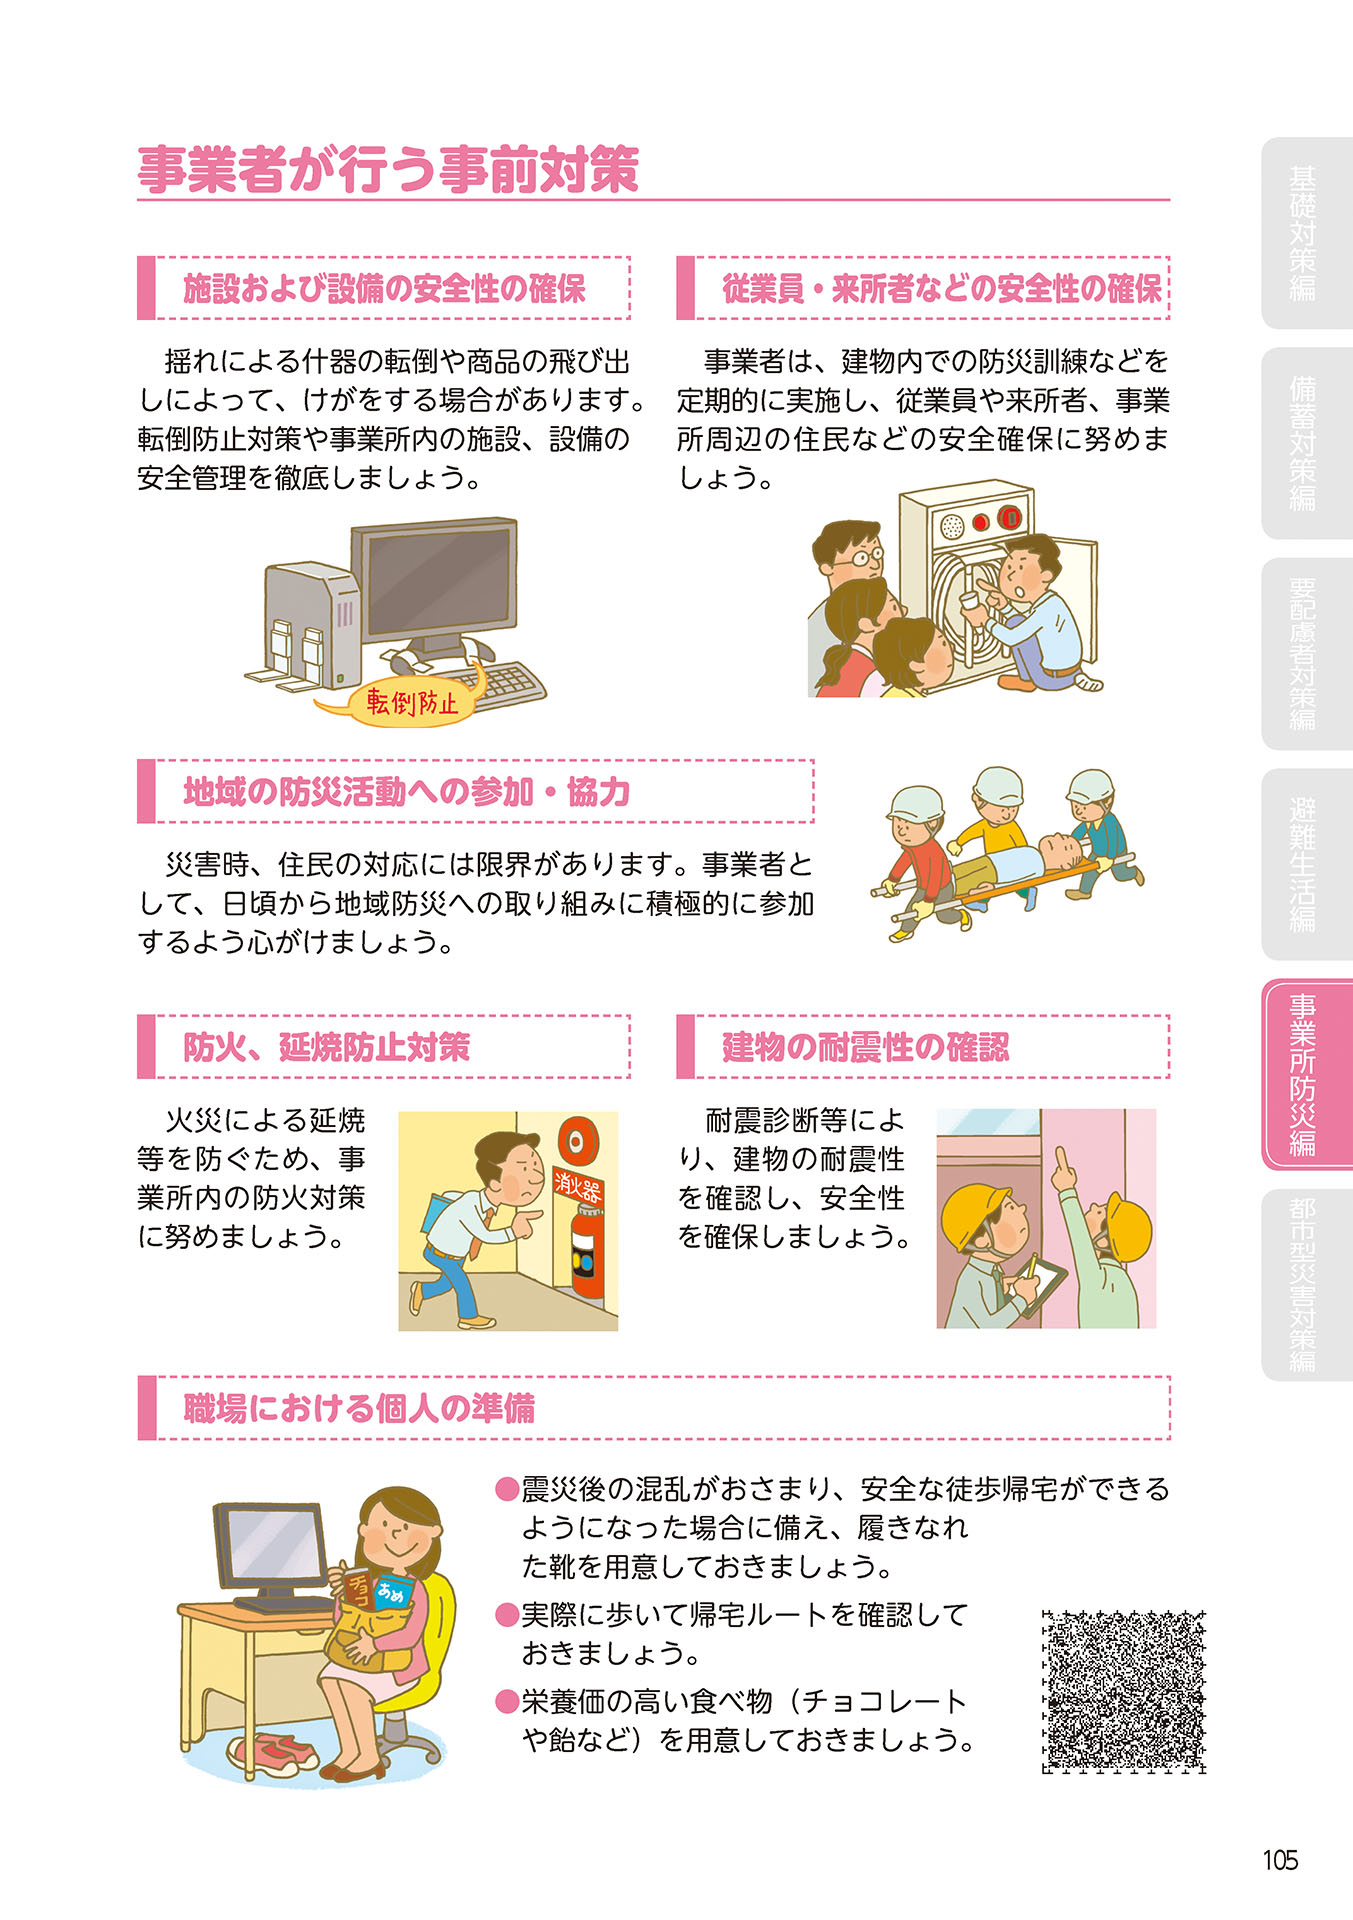 事業者が行う事前対策
施設および設備の安全性の確保
揺れによる什器の転倒や商品の飛び出
しによって、けがをする場合があります。
転倒防止対策や事業所内の施設、設備の
安全管理を徹底しましょう。
転倒防止
従業員・来所者などの安全性の確保
事業者は、建物内での防災訓練などを
定期的に実施し、従業員や来所者、事業
所周辺の住民などの安全確保に努めま
しょう。
地域の防災活動への参加・協力
災害時、住民の対応には限界があります。事業者と
して、日頃から地域防災への取り組みに積極的に参加
するよう心がけましょう。
防火、延焼防止対策
火災による延焼
等を防ぐため、事
業所内の防火対策
に努めましょう。
消火器
建物の耐震性の確認
耐震診断等によ
り、建物の耐震性
を確認し、安全性
を確保しましょう。
職場における個人の準備
チョコ
あめ
●震災後の混乱がおさまり、安全な徒歩帰宅ができる
ようになった場合に備え、履きなれ
た靴を用意しておきましょう。
●実際に歩いて帰宅ルートを確認して
おきましょう。
●栄養価の高い食べ物（チョコレート
や飴など）を用意しておきましょう。
基礎対策編
備蓄対策編
要配慮者対策編
避難生活編
事業所防災編
都市型災害対策編
105